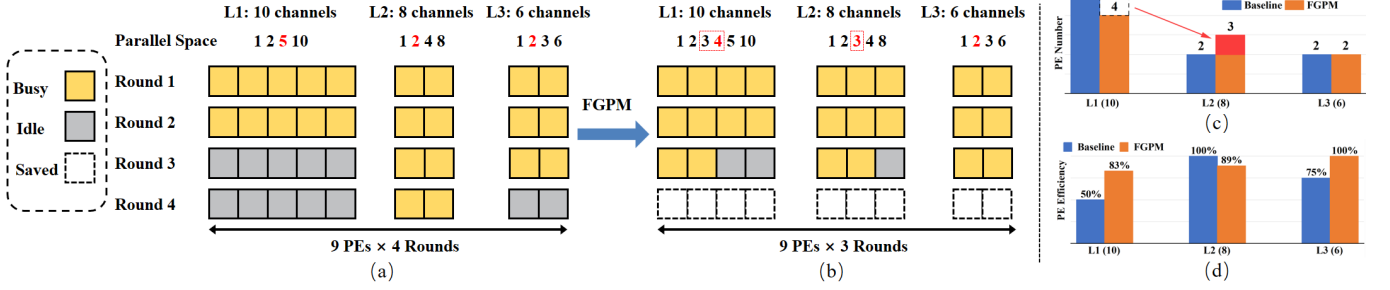 L1: 10 channels L2: 8 channels L3: 6 channels
Parallel Space 1 2 5 10 1 2 4 8 1 2 3 6
Busy
Idle
Saved
Round 1
Round 2
Round 3
Round 4
9 PEs × 4 Rounds
(a)
FGPM
L1: 10 channels L2: 8 channels L3: 6 channels
1 2 3 4 5 10 1 2 3 4 8 1 2 3 6
9 PEs × 3 Rounds
(b)
Baseline FGPM
PE Number
4
2 3
2 2
L1 (10) L2 (8) L3 (6)
(c)
Baseline FGPM
PE Efficiency
50% 83%
100% 89%
75% 100%
L1 (10) L2 (8) L3 (6)
(d)